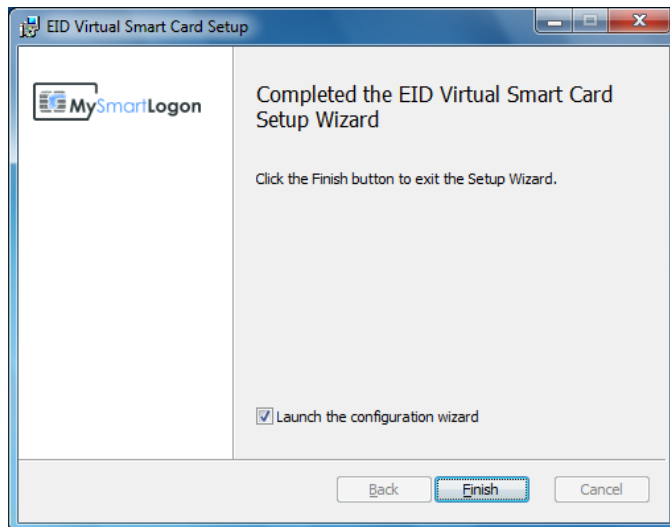 EID Virtual Smart Card Setup
MySmartLogon
Completed the EID Virtual Smart Card
Setup Wizard
Click the Finish button to exit the Setup Wizard.
Launch the configuration wizard
Back Finish Cancel